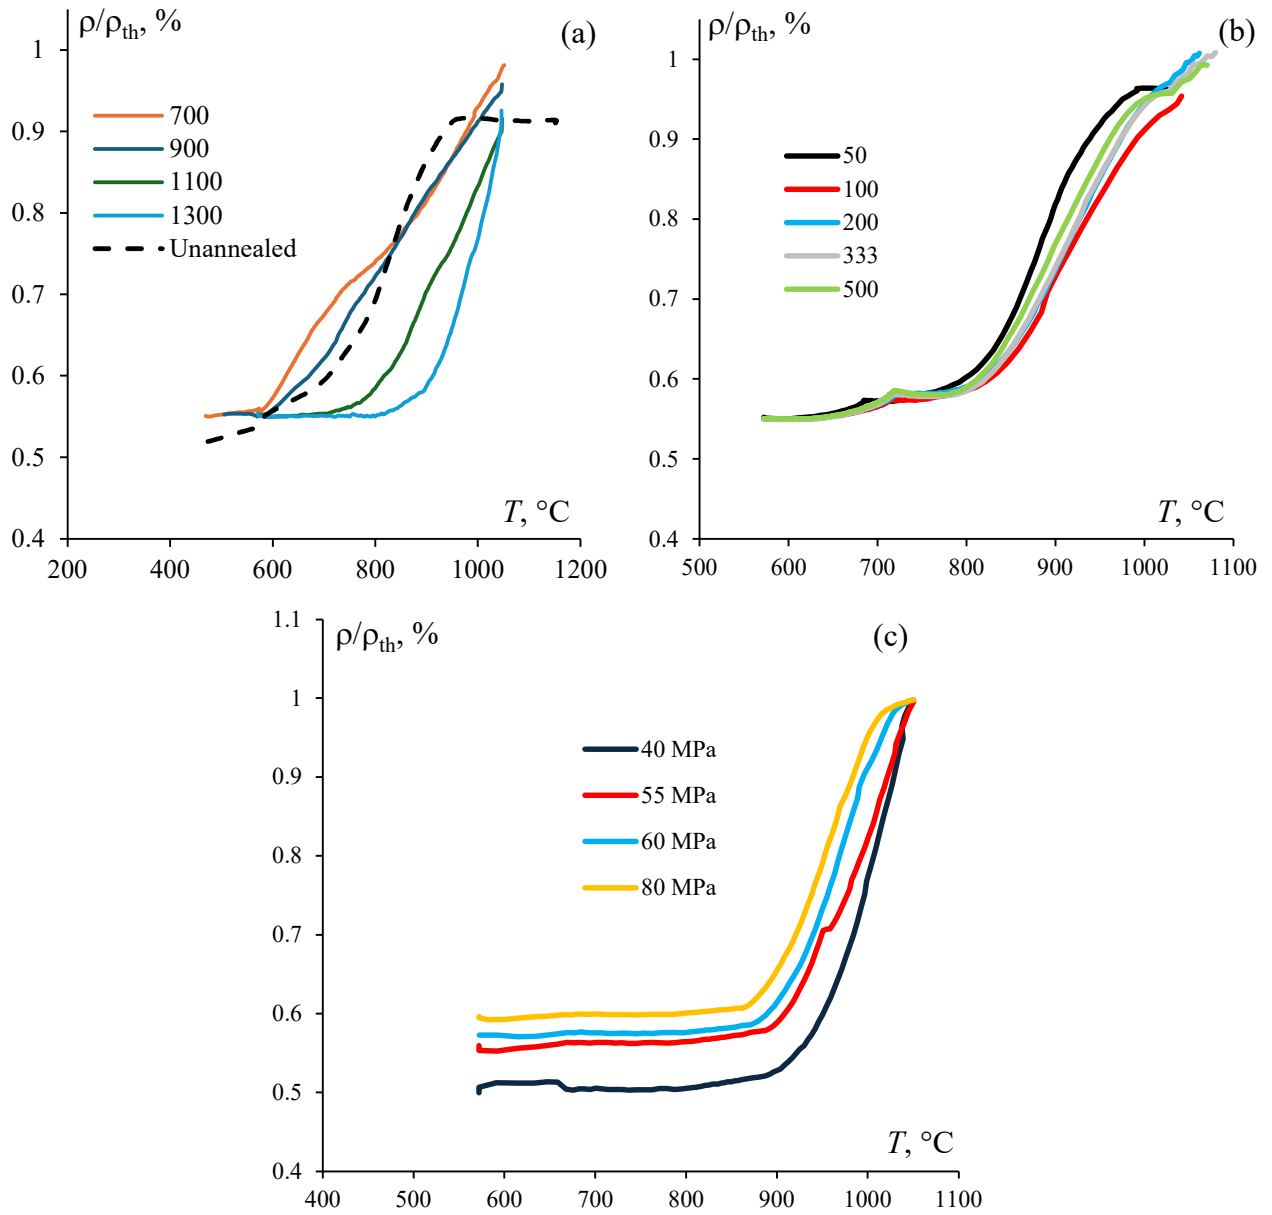 ρ/ρth, %
(a)
1
0.9
0.8
0.7
0.6
0.5
0.4
700
900
1100
1300
Unannealed
T, °C
200 400 600 800 1000 1200
ρ/ρth, %
(b)
1
0.9
0.8
0.7
0.6
0.5
0.4
50
100
200
333
500
T, °C
500 600 700 800 900 1000 1100
ρ/ρth, %
(c)
1.1
1
0.9
0.8
0.7
0.6
0.5
0.4
40 MPa
55 MPa
60 MPa
80 MPa
T, °C
400 500 600 700 800 900 1000 1100